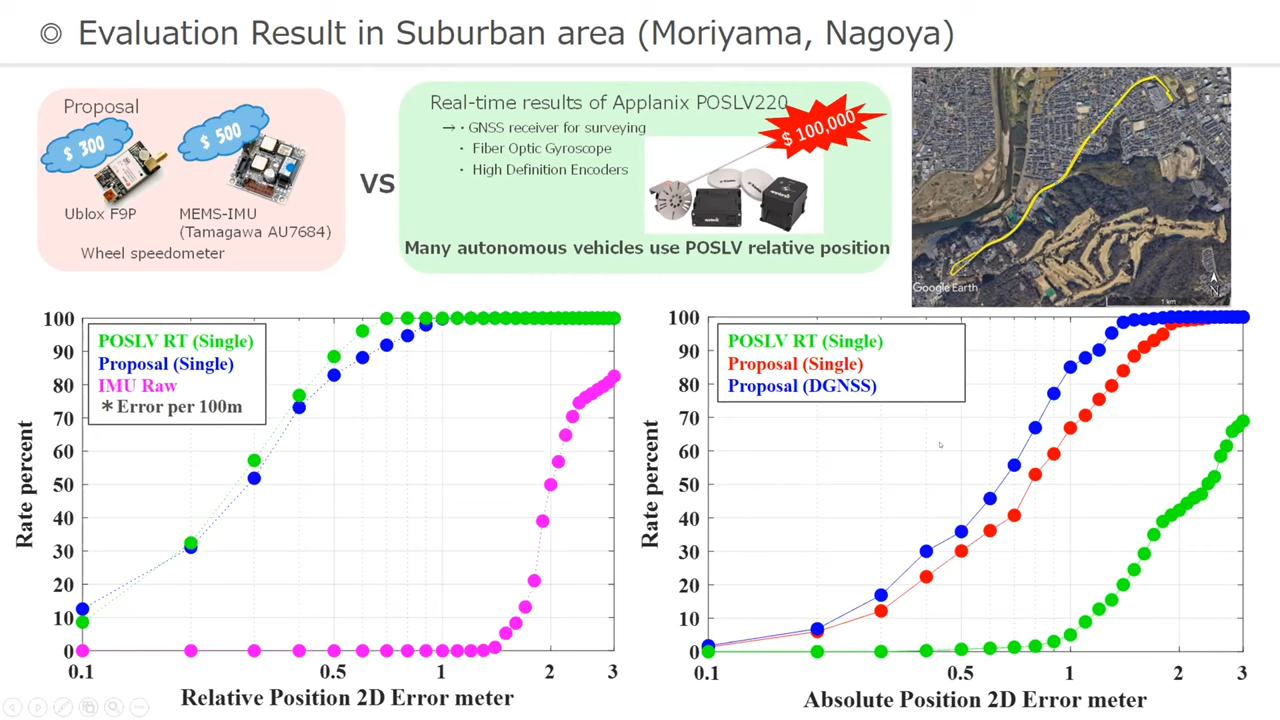 ◎ Evaluation Result in Suburban area (Moriyama, Nagoya)
Proposal
$ 300
$ 500
Ublox F9P
MEMS-IMU
(Tamagawa AU7684)
Wheel speedometer
VS
Real-time results of Applanix POSLV220
→ ・GNSS receiver for surveying
・ Fiber Optic Gyroscope
・ High Definition Encoders
$ 100,000
Many autonomous vehicles use POSLV relative position
Google Earth
N
1 km
100
90
80
70
60
50
40
30
20
10
0
Rate percent
POSLV RT (Single)
Proposal (Single)
IMU Raw
＊Error per 100m
0.1
0.5
1
2
3
Relative Position 2D Error meter
100
90
80
70
60
50
40
30
20
10
0
Rate percent
POSLV RT (Single)
Proposal (Single)
Proposal (DGNSS)
0.1
0.5
1
2
3
Absolute Position 2D Error meter